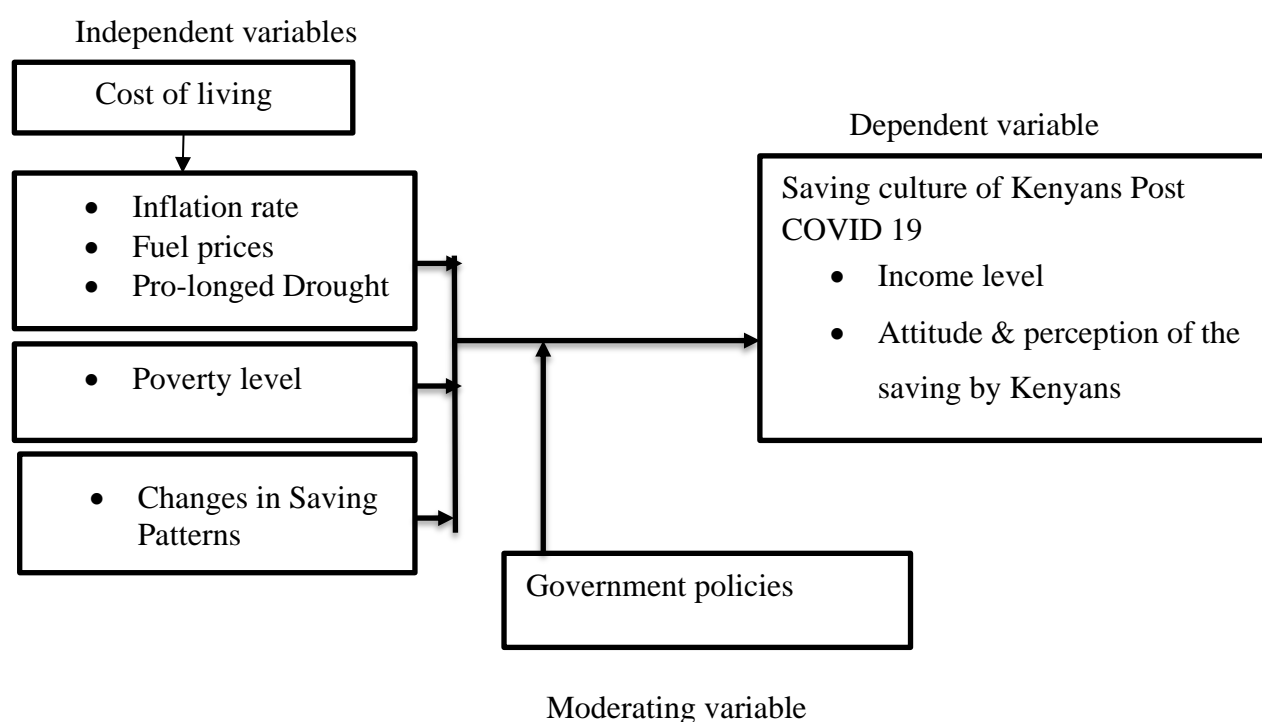 Independent variables
Cost of living
• Inflation rate
• Fuel prices
• Pro-longed Drought
• Poverty level
• Changes in Saving
Patterns
Dependent variable
Saving culture of Kenyans Post
COVID 19
• Income level
• Attitude & perception of the
saving by Kenyans
Government policies
Moderating variable